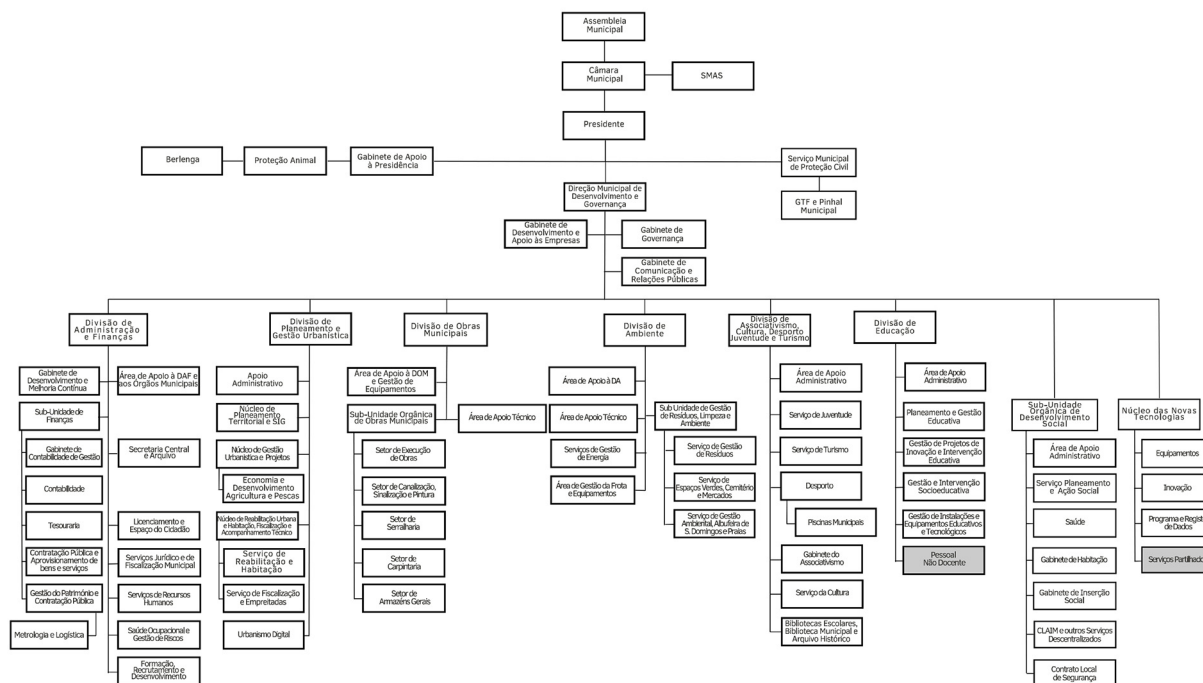 Assembleia
Municipal
Câmara
Municipal
SMAS
Presidente
Berlenga
Proteção Animal
Gabinete de Apoio
à Presidência
Serviço Municipal
de Proteção Civil
GTF e Pinhal
Municipal
Direção Municipal de
Desenvolvimento e
Governança
Gabinete de
Desenvolvimento e
Apoio às Empresas
Gabinete de
Governança
Gabinete de
Comunicação e
Relações Públicas
Divisão de
Administração
e Finanças
Gabinete de
Desenvolvimento e
Melhoria Contínua
Área de Apoio à DAF e
aos Órgãos Municipais
Sub-Unidade de
Finanças
Gabinete de
Contabilidade de Gestão
Secretaria Central
e Arquivo
Contabilidade
Tesouraria
Licenciamento e
Espaço do Cidadão
Contratação Pública e
Aprovisionamento de
bens e serviços
Serviços Jurídico e de
Fiscalização Municipal
Gestão do Património e
Contratação Pública
Serviços de Recursos
Humanos
Metrologia e Logística
Saúde Ocupacional e
Gestão de Riscos
Formação,
Recrutamento e
Desenvolvimento
Divisão de
Planeamento e
Gestão Urbanística
Apoio
Administrativo
Núcleo de
Planeamento
Territorial e SIG
Núcleo de Gestão
Urbanística e Projetos
Economia e
Desenvolvimento
Agricultura e Pescas
Núcleo de Reabilitação Urbana
e Habitação, Fiscalização e
Acompanhamento Técnico
Serviço de
Reabilitação e
Habitação
Serviço de Fiscalização
e Empreitadas
Urbanismo Digital
Divisão de Obras
Municipais
Área de Apoio à DOM
e Gestão de
Equipamentos
Sub-Unidade Orgânica
de Obras Municipais
Área de Apoio Técnico
Setor de Execução
de Obras
Setor de Canalização,
Sinalização e Pintura
Setor de
Serralharia
Setor de
Carpintaria
Setor de
Armazéns Gerais
Divisão de
Ambiente
Área de Apoio à DA
Área de Apoio Técnico
Sub Unidade de Gestão
de Resíduos, Limpeza e
Ambiente
Serviços de Gestão
de Energia
Serviço de Gestão
de Resíduos
Área de Gestão da Frota
e Equipamentos
Serviço de
Espaços Verdes, Cemitério e
Mercados
Serviço de Gestão
Ambiental, Albufeira de
S. Domingos e Praias
Divisão de
Associativismo,
Cultura, Desporto
Juventude e Turismo
Área de Apoio
Administrativo
Serviço de Juventude
Serviço de Turismo
Desporto
Piscinas Municipais
Gabinete do
Associativismo
Serviço da Cultura
Bibliotecas Escolares,
Biblioteca Municipal e
Arquivo Histórico
Divisão de
Educação
Área de Apoio
Administrativo
Planeamento e Gestão
Educativa
Gestão de Projetos de
Inovação e Intervenção
Educativa
Gestão e Intervenção
Socioeducativa
Gestão de Instalações e
Equipamentos Educativos
e Tecnológicos
Pessoal
Não Docente
Sub-Unidade
Orgânica de
Desenvolvimento
Social
Área de Apoio
Administrativo
Serviço Planeamento
e Ação Social
Saúde
Gabinete de Habitação
Gabinete de Inserção
Social
CLAIM e outros Serviços
Descentralizados
Contrato Local
de Segurança
Núcleo das Novas
Tecnologias
Equipamentos
Inovação
Programa e Regist
de Dados
Serviços Partilhado